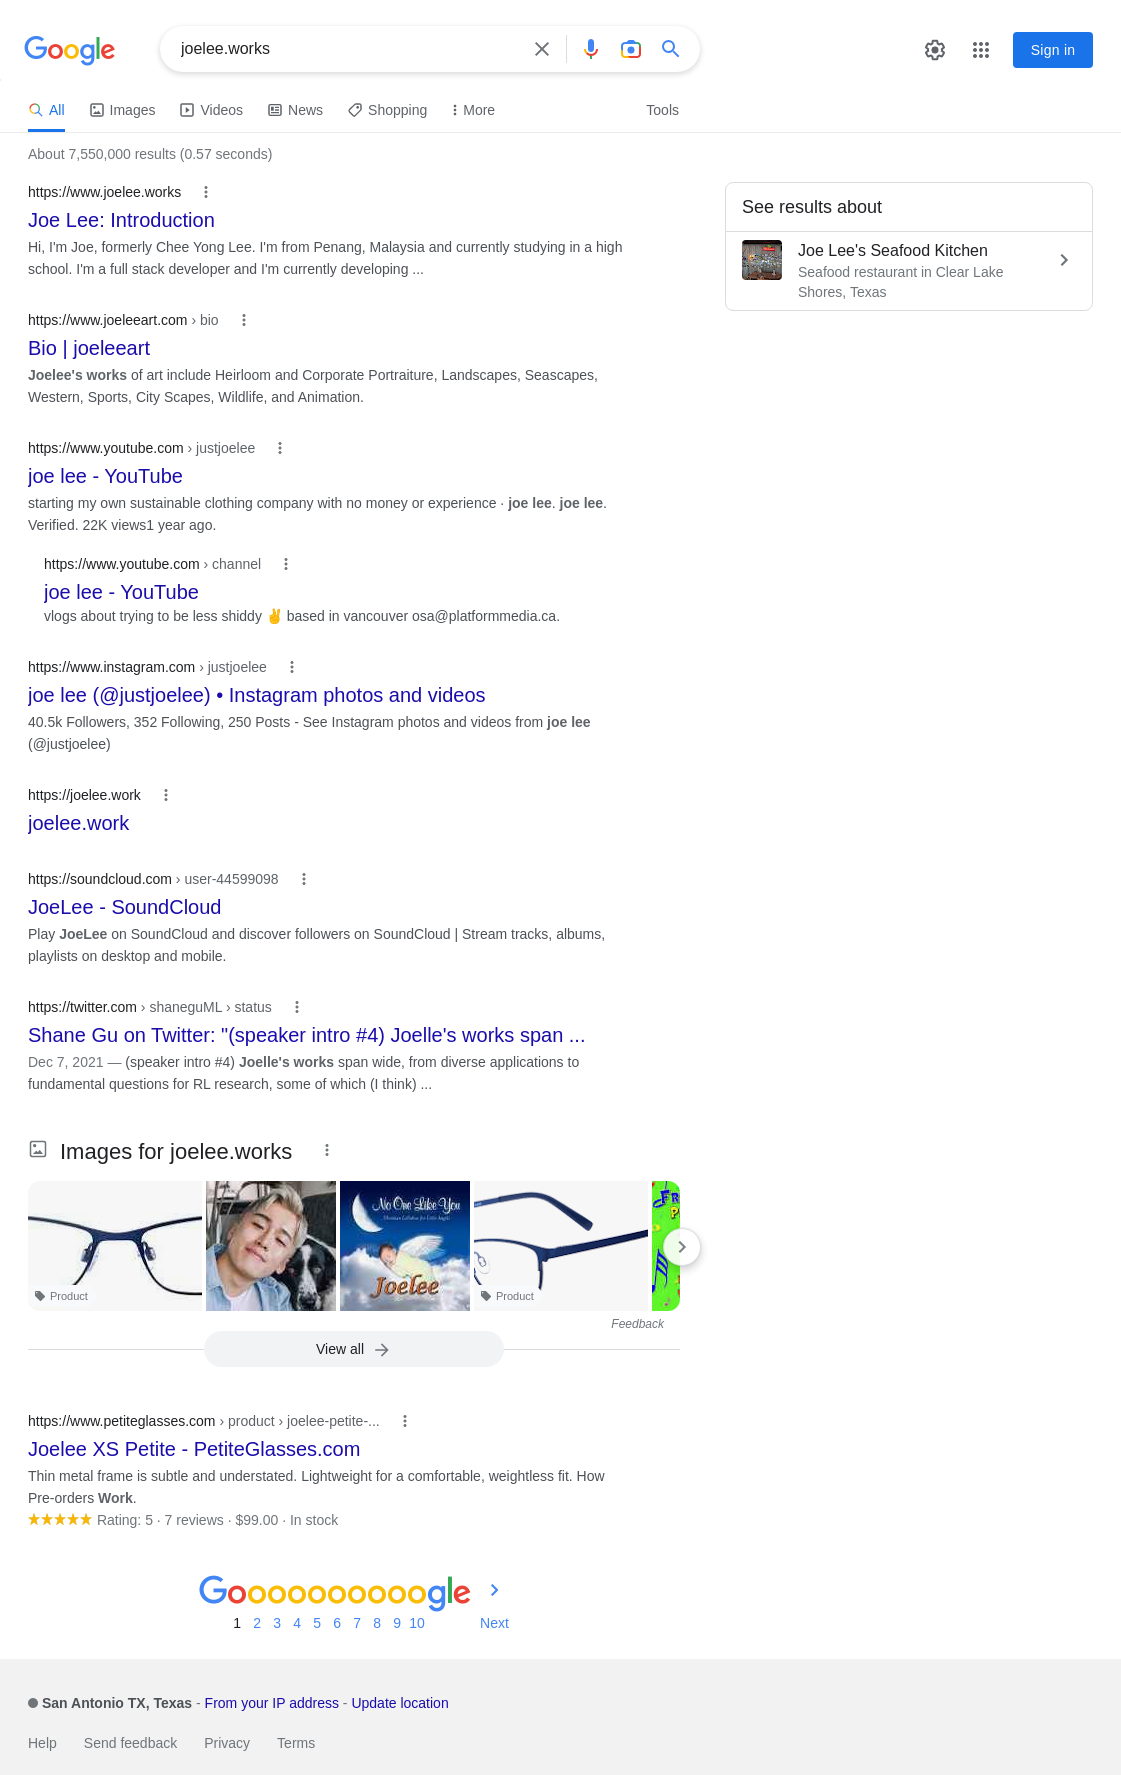 Google
joelee.works
Sign in
All
Images
Videos
News
Shopping
More
Tools
About 7,550,000 results (0.57 seconds)
https://www.joelee.works
Joe Lee: Introduction
Hi, I'm Joe, formerly Chee Yong Lee. I'm from Penang, Malaysia and currently studying in a high
school. I'm a full stack developer and I'm currently developing ...
See results about
Joe Lee's Seafood Kitchen
Seafood restaurant in Clear Lake
Shores, Texas
https://www.joeleeart.com › bio
Bio | joeleeart
Joelee's works of art include Heirloom and Corporate Portraiture, Landscapes, Seascapes,
Western, Sports, City Scapes, Wildlife, and Animation.
https://www.youtube.com › justjoelee
joe lee - YouTube
starting my own sustainable clothing company with no money or experience · joe lee. joe lee.
Verified. 22K views1 year ago.
https://www.youtube.com › channel
joe lee - YouTube
vlogs about trying to be less shiddy ✌️ based in vancouver osa@platformmedia.ca.
https://www.instagram.com › justjoelee
joe lee (@justjoelee) • Instagram photos and videos
40.5k Followers, 352 Following, 250 Posts - See Instagram photos and videos from joe lee
(@justjoelee)
https://joelee.work
joelee.work
https://soundcloud.com › user-44599098
JoeLee - SoundCloud
Play JoeLee on SoundCloud and discover followers on SoundCloud | Stream tracks, albums,
playlists on desktop and mobile.
https://twitter.com › shaneguML › status
Shane Gu on Twitter: "(speaker intro #4) Joelle's works span ...
Dec 7, 2021 — (speaker intro #4) Joelle's works span wide, from diverse applications to
fundamental questions for RL research, some of which (I think) ...
Images for joelee.works
No One Like You
Joelee
Product
Product
Feedback
View all
https://www.petiteglasses.com › product › joelee-petite-...
Joelee XS Petite - PetiteGlasses.com
Thin metal frame is subtle and understated. Lightweight for a comfortable, weightless fit. How
Pre-orders Work.
Rating: 5 · 7 reviews · $99.00 · In stock
Goooooooooogle
1 2 3 4 5 6 7 8 9 10 Next
San Antonio TX, Texas - From your IP address - Update location
Help Send feedback Privacy Terms